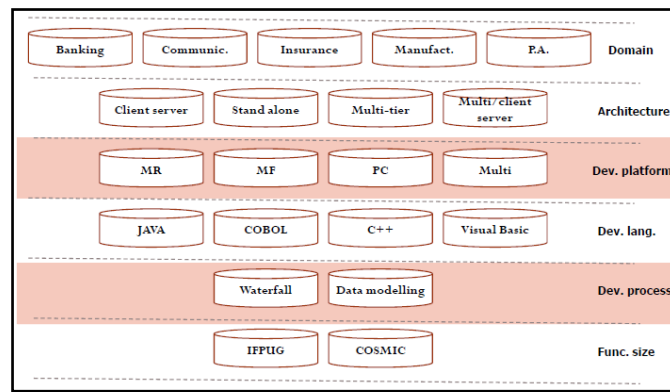 Banking Communic. Insurance Manufact. P.A. Domain
Client server Stand alone Multi-tier Multi/client server Architecture
MR MF PC Multi Dev. platform
JAVA COBOL C++ Visual Basic Dev. lang.
Waterfall Data modelling Dev. process
IFPUG COSMIC Func. size